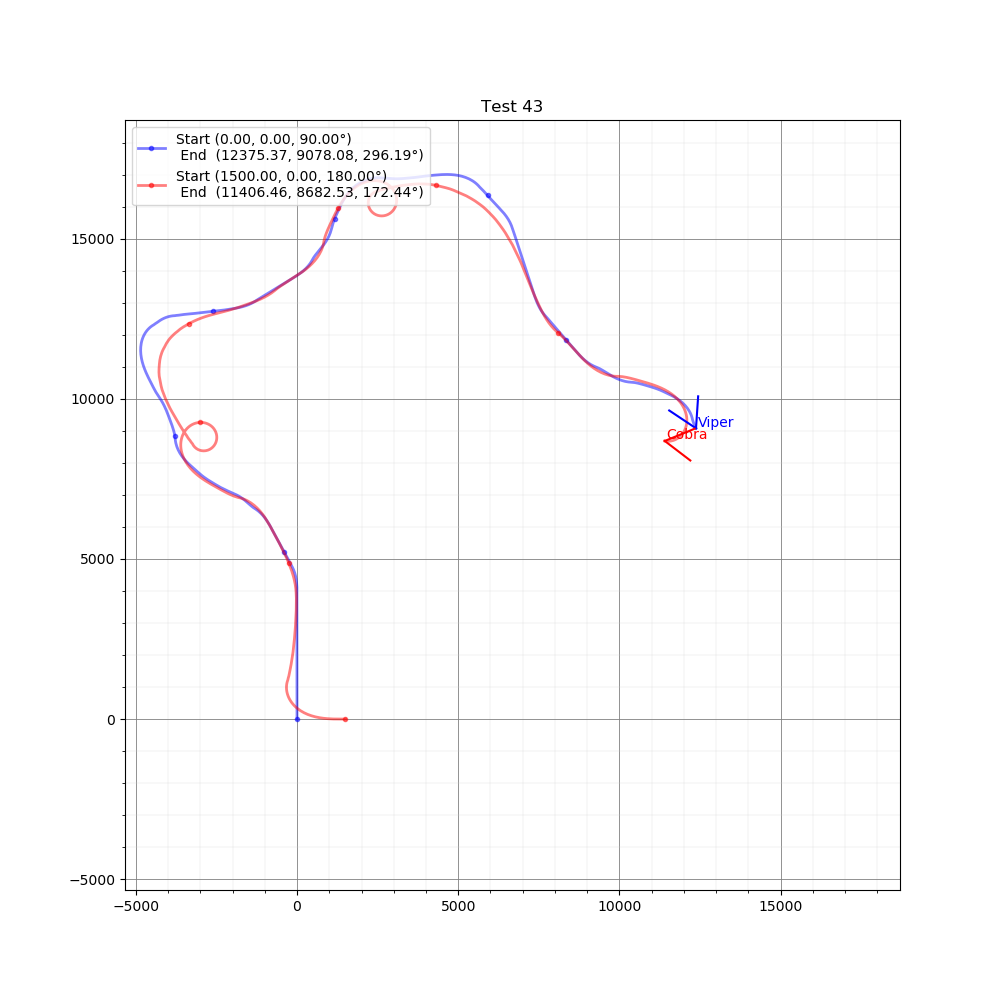 Test 43
Start (0.00, 0.00, 90.00°)
End (12375.37, 9078.08, 296.19°)
Start (1500.00, 0.00, 180.00°)
End (11406.46, 8682.53, 172.44°)
15000
10000
5000
0
−5000
Viper
Cobra
−5000 0 5000 10000 15000